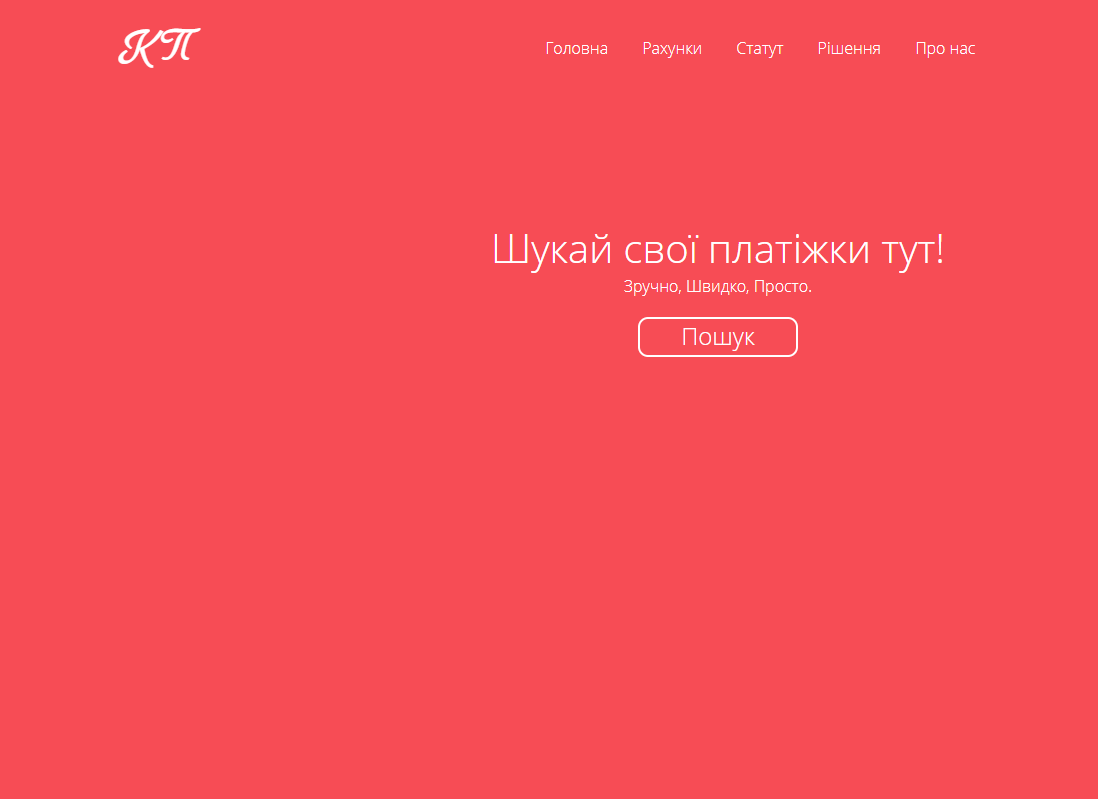 КП
Головна Рахунки Статут Рішення Про нас
Шукай свої платіжки тут!
Зручно, Швидко, Просто.
Пошук